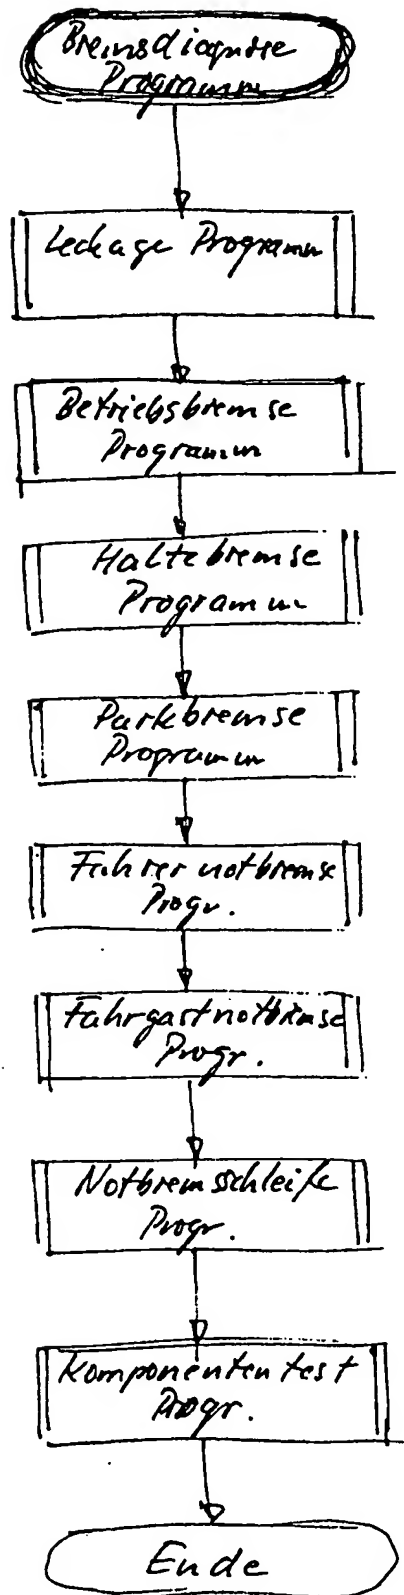 Bremsdiagnose
Programm
Leckage Programm
Betriebsbremse
Programm
Haltebremse
Programm
Parkbremse
Programm
Fahrernotbremse
Progr.
Fahrgastnotbremse
Progr.
Notbremsschleife
Progr.
Komponententest
Progr.
Ende